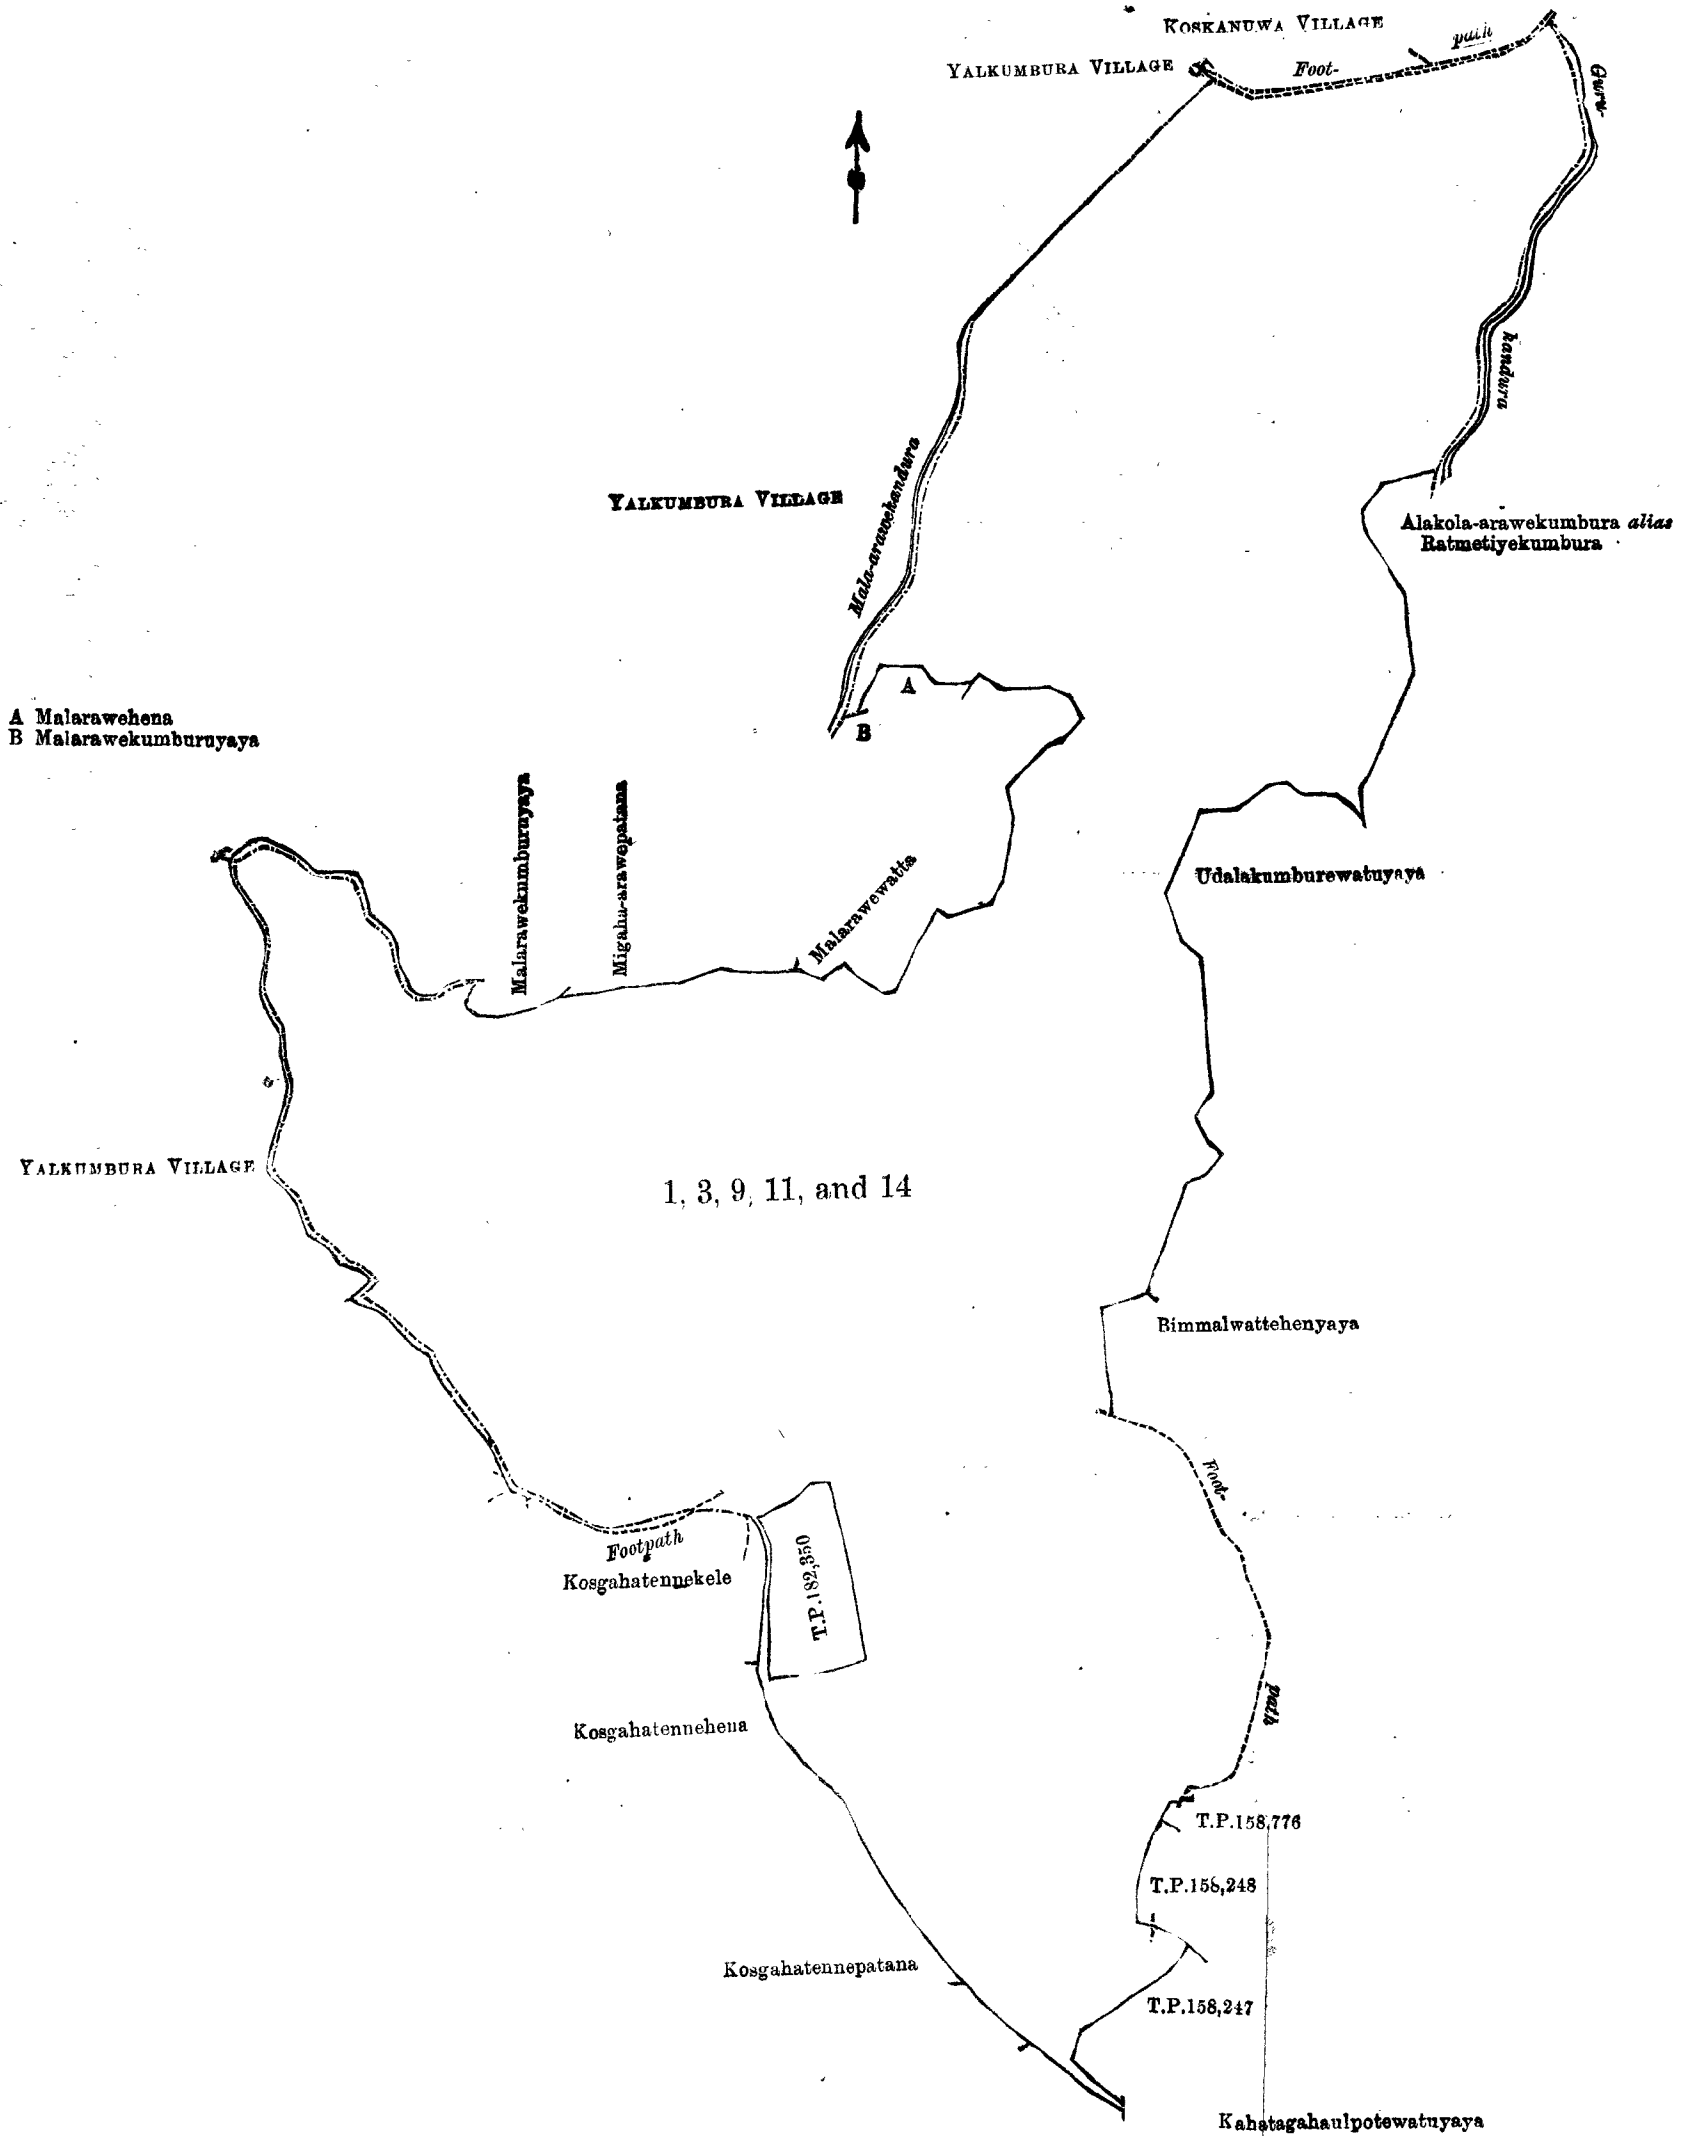 KOSKANUWA VILLAGE
YALKUMBURA VILLAGE
Foot-
path
Guru-
kandura
Mala-arawekandura
YALKUMBURA VILLAGE
Alakola-arawekumbura alias
Ratmetiyekumbura
A
B
A Malarawehena
B Malarawekumburuyaya
Malarawekumburuyaya
Migaha-arawepatana
Malarawewatta
Udalakumburewatuyaya
YALKUMBURA VILLAGE
1, 3, 9, 11, and 14
Bimmalwattehenyaya
Foot-
path
Footpath
Kosgahatennekele
T.P.182,350
Kosgahatennehena
T.P.158,776
T.P.158,248
Kosgahatennepatana
T.P.158,247
Kahatagahaulpotewatuyaya